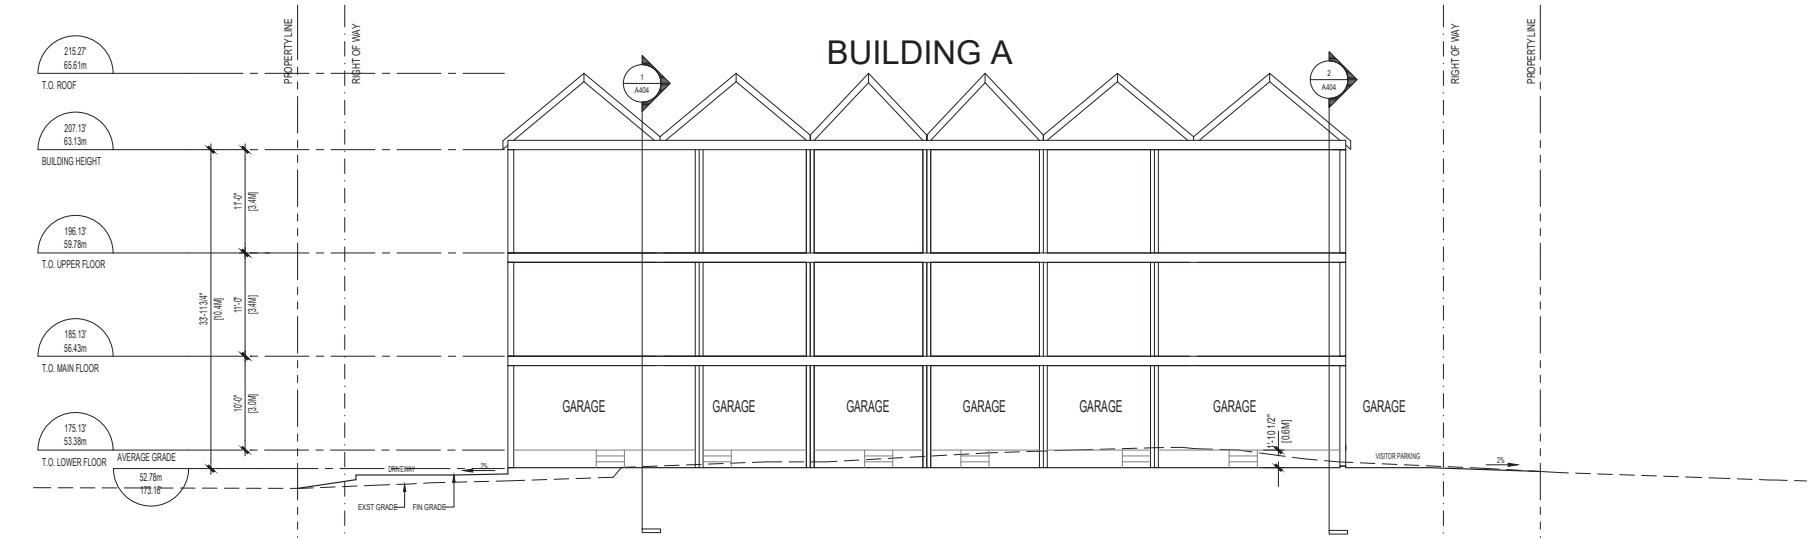 BUILDING A
215.27'
65.61m
T.O. ROOF
207.13'
63.13m
BUILDING HEIGHT
196.13'
59.78m
T.O. UPPER FLOOR
185.13'
56.43m
T.O. MAIN FLOOR
175.13'
53.38m
T.O. LOWER FLOOR
AVERAGE GRADE
52.78m
173.16'
33'-11 3/4"
[10.4M]
11'-0"
[3.4M]
11'-0"
[3.4M]
10'-0"
[3.0M]
PROPERTY LINE
RIGHT OF WAY
1
A404
2
A404
RIGHT OF WAY
PROPERTY LINE
GARAGE
GARAGE
GARAGE
GARAGE
GARAGE
GARAGE
GARAGE
1'-10 1/2"
[0.6M]
DRIVEWAY
2%
EXST GRADE
FIN GRADE
VISITOR PARKING
2%